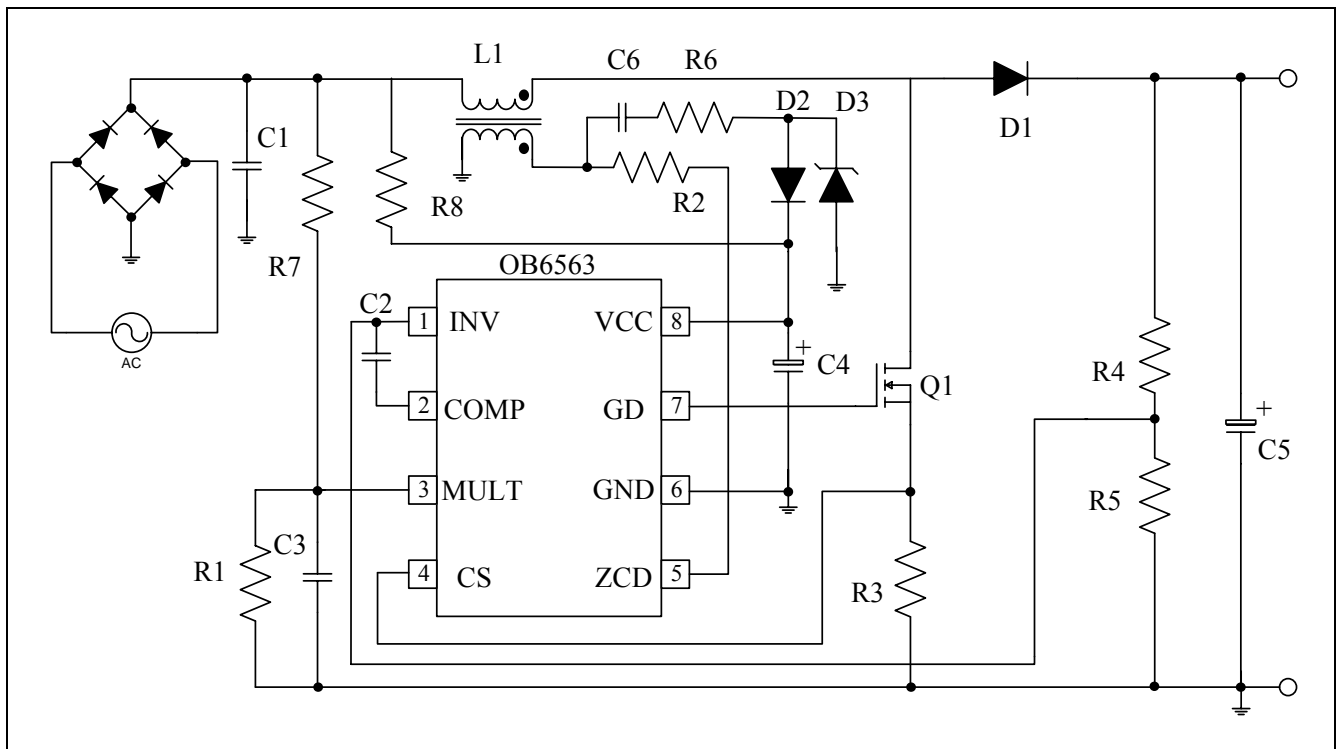 L1
C6 R6
D2 D3
D1
C1
R8
R2
R7
OB6563
C2
1 INV
VCC 8
C4
+
AC
R4
2 COMP
GD 7
Q1
+
C5
3 MULT
GND 6
R5
C3
R1
4 CS
ZCD 5
R3